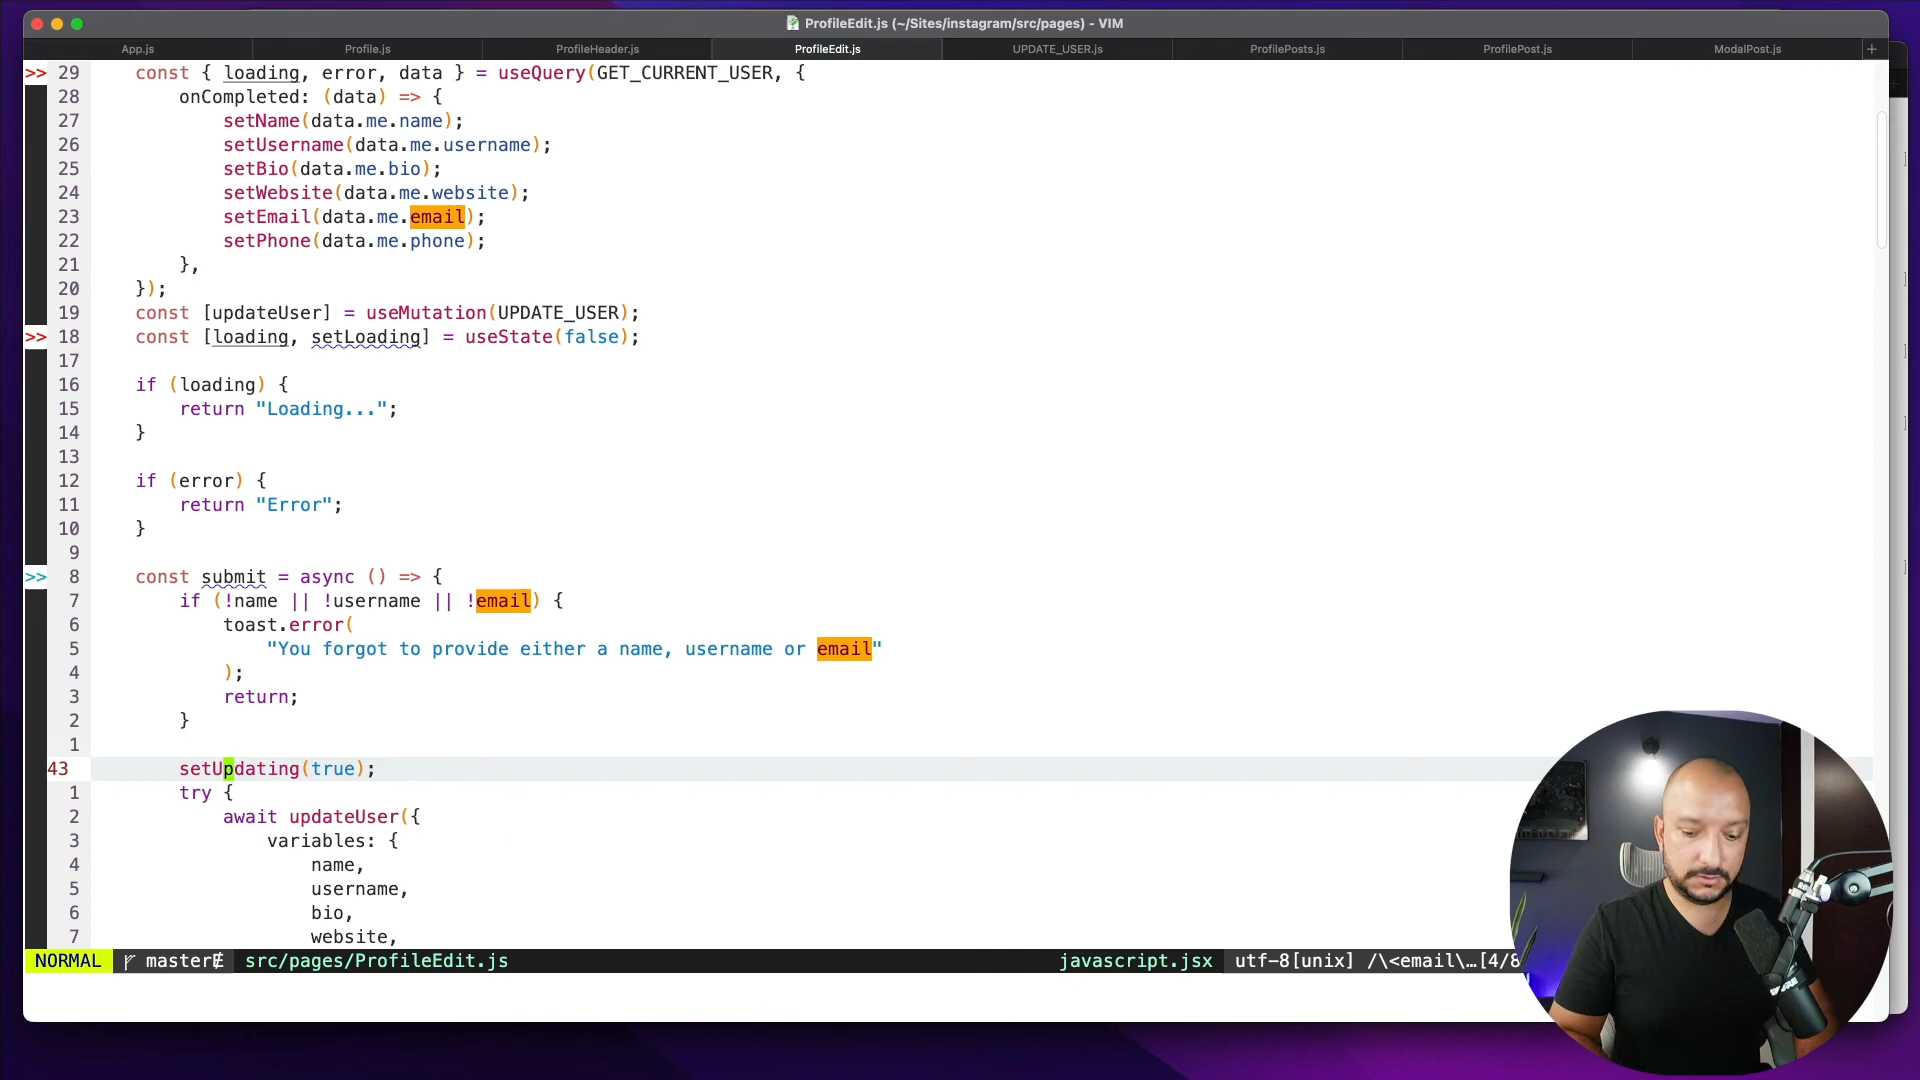 ProfileEdit.js (~/Sites/instagram/src/pages) - VIM
App.js Profile.js ProfileHeader.js ProfileEdit.js UPDATE_USER.js ProfilePosts.js ProfilePost.js ModalPost.js +
>> 29 const { loading, error, data } = useQuery(GET_CURRENT_USER, {
28 onCompleted: (data) => {
27 setName(data.me.name);
26 setUsername(data.me.username);
25 setBio(data.me.bio);
24 setWebsite(data.me.website);
23 setEmail(data.me.email);
22 setPhone(data.me.phone);
21 },
20 });
19 const [updateUser] = useMutation(UPDATE_USER);
>> 18 const [loading, setLoading] = useState(false);
17
16 if (loading) {
15 return "Loading...";
14 }
13
12 if (error) {
11 return "Error";
10 }
9
>> 8 const submit = async () => {
7 if (!name || !username || !email) {
6 toast.error(
5 "You forgot to provide either a name, username or email"
4 );
3 return;
2 }
1
43 setUpdating(true);
1 try {
2 await updateUser({
3 variables: {
4 name,
5 username,
6 bio,
7 website,
NORMAL master src/pages/ProfileEdit.js javascript.jsx utf-8[unix] /\<email\…[4/8